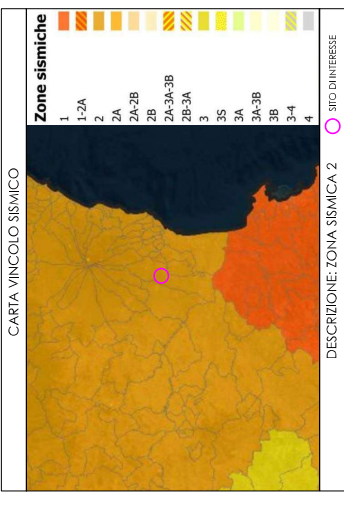 CARTA VINCOLO SISMICO
Zone sismiche
1
1-2A
2
2A
2A-2B
2B
2A-3A-3B
2B-3A
3
3S
3A
3A-3B
3B
3-4
4
DESCRIZIONE: ZONA SISMICA 2
SITO DI INTERESSE